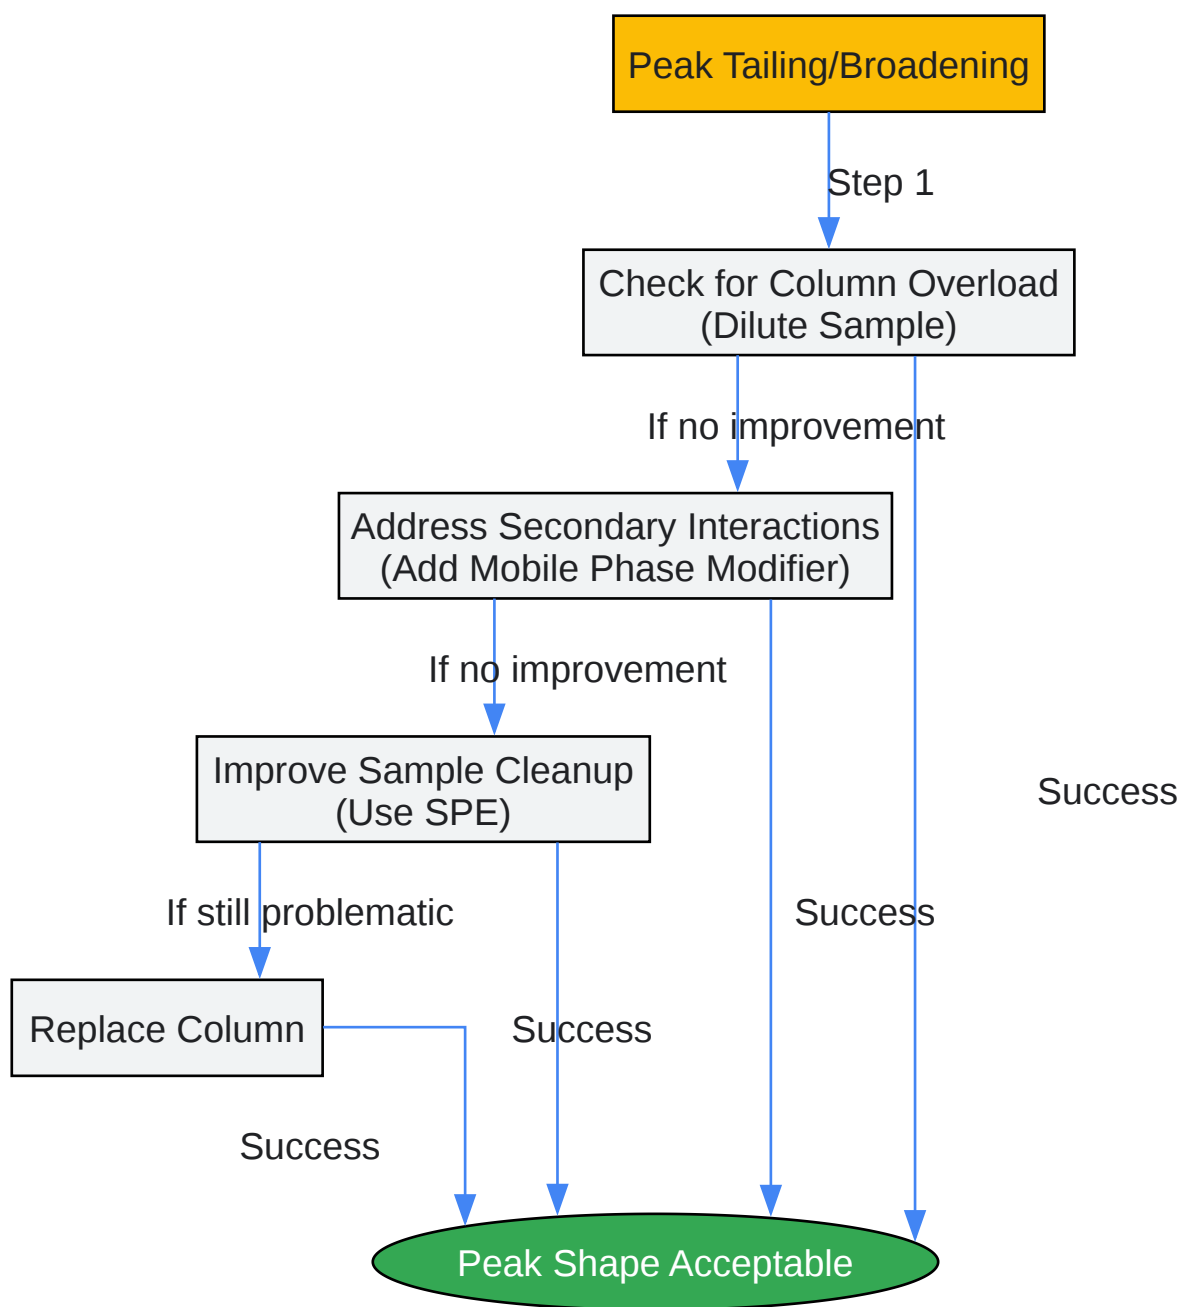 Peak Tailing/Broadening
Step 1
Check for Column Overload
(Dilute Sample)
If no improvement
Address Secondary Interactions
(Add Mobile Phase Modifier)
If no improvement
Improve Sample Cleanup
(Use SPE)
Success
If still problematic
Success
Replace Column
Success
Success
Peak Shape Acceptable